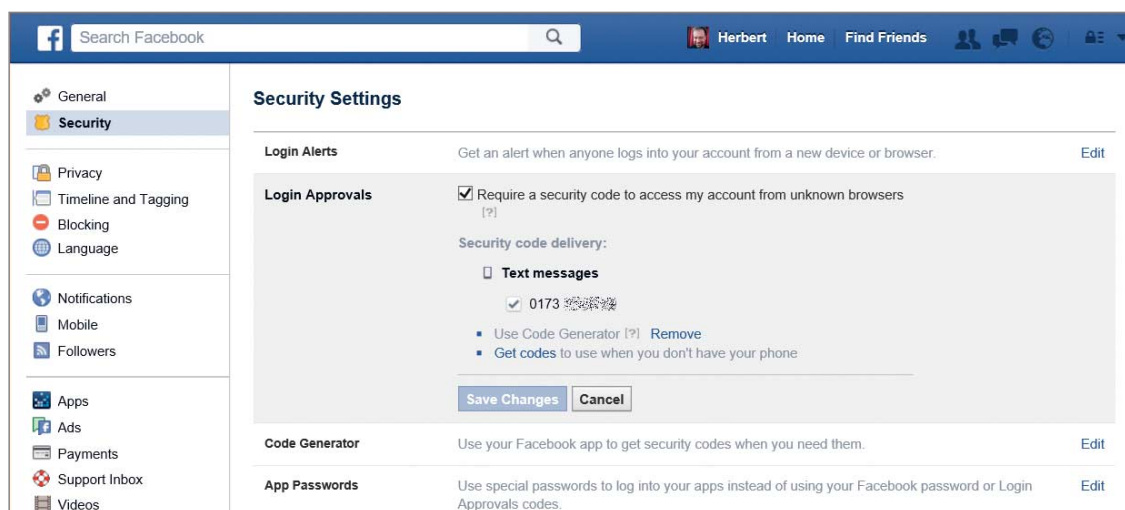 f
Search Facebook
Herbert Home Find Friends
General
Security
Privacy
Timeline and Tagging
Blocking
Language
Notifications
Mobile
Followers
Apps
Ads
Payments
Support Inbox
Videos
Security Settings
Login Alerts
Get an alert when anyone logs into your account from a new device or browser.
Edit
Login Approvals
Require a security code to access my account from unknown browsers
[?]
Security code delivery:
Text messages
0173
Use Code Generator [?] Remove
Get codes to use when you don't have your phone
Save Changes Cancel
Code Generator
Use your Facebook app to get security codes when you need them.
Edit
App Passwords
Use special passwords to log into your apps instead of using your Facebook password or Login
Approvals codes.
Edit